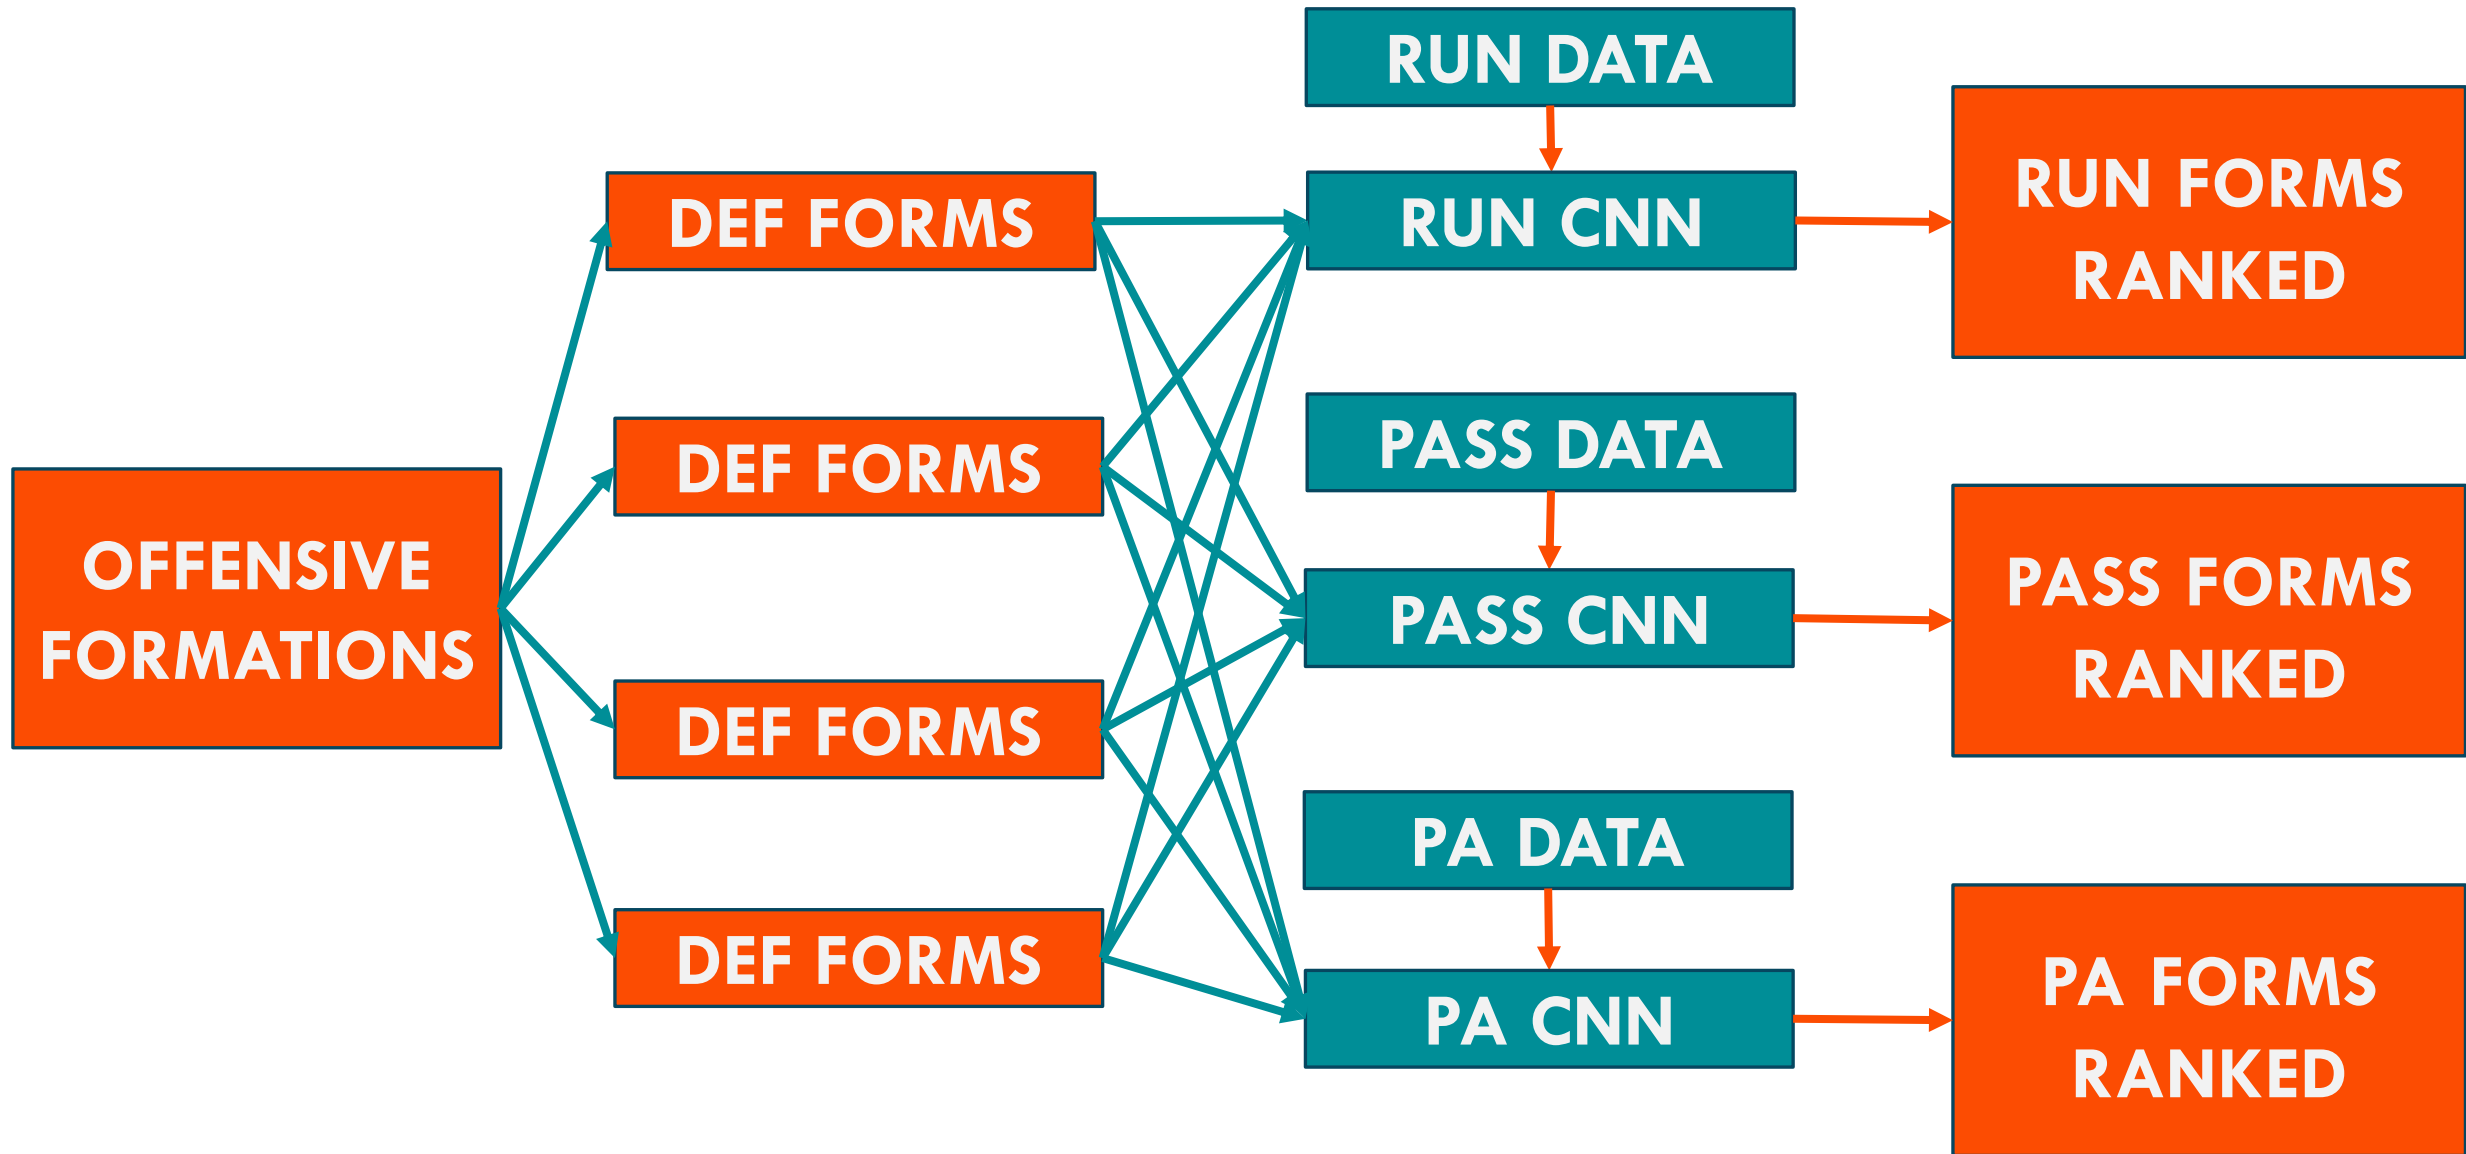 OFFENSIVE
FORMATIONS
DEF FORMS
DEF FORMS
DEF FORMS
DEF FORMS
RUN DATA
RUN CNN
PASS DATA
PASS CNN
PA DATA
PA CNN
RUN FORMS
RANKED
PASS FORMS
RANKED
PA FORMS
RANKED